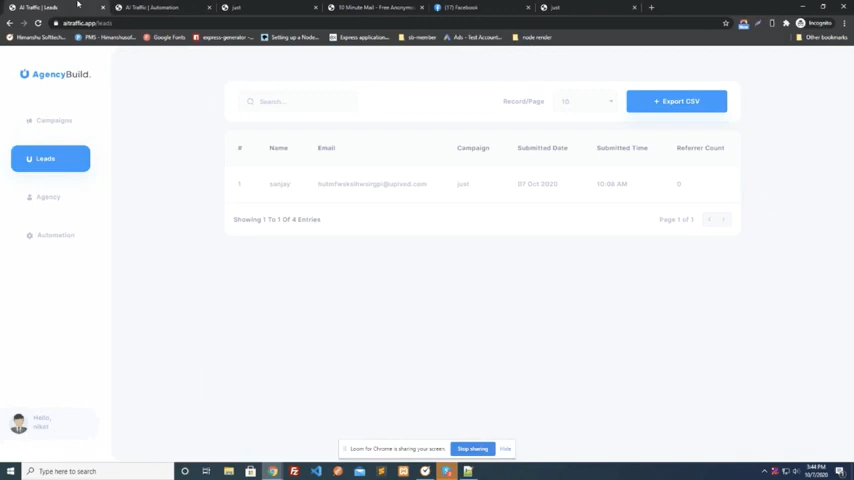 AI Traffic | Leads
AI Traffic | Automation
just
10 Minute Mail - Free Anonymo
(17) Facebook
just
aitraffic.app/leads
Incognito
Himanshu Softtech...
PMS - Himanshusof...
Google Fonts
express-generator -...
Setting up a Node...
Express application...
sb-member
Ads - Test Account...
node render
Other bookmarks
AgencyBuild.
Campaigns
Leads
Agency
Automation
Search...
Record/Page
10
+ Export CSV
# Name Email Campaign Submitted Date Submitted Time Referrer Count
1 sanjay just 07 Oct 2020 10:08 AM 0
Showing 1 To 1 Of 4 Entries
Page 1 of 1
Hello,
niket
Loom for Chrome is sharing your screen.
Stop sharing
Hide
Type here to search
3:44 PM
10/7/2020